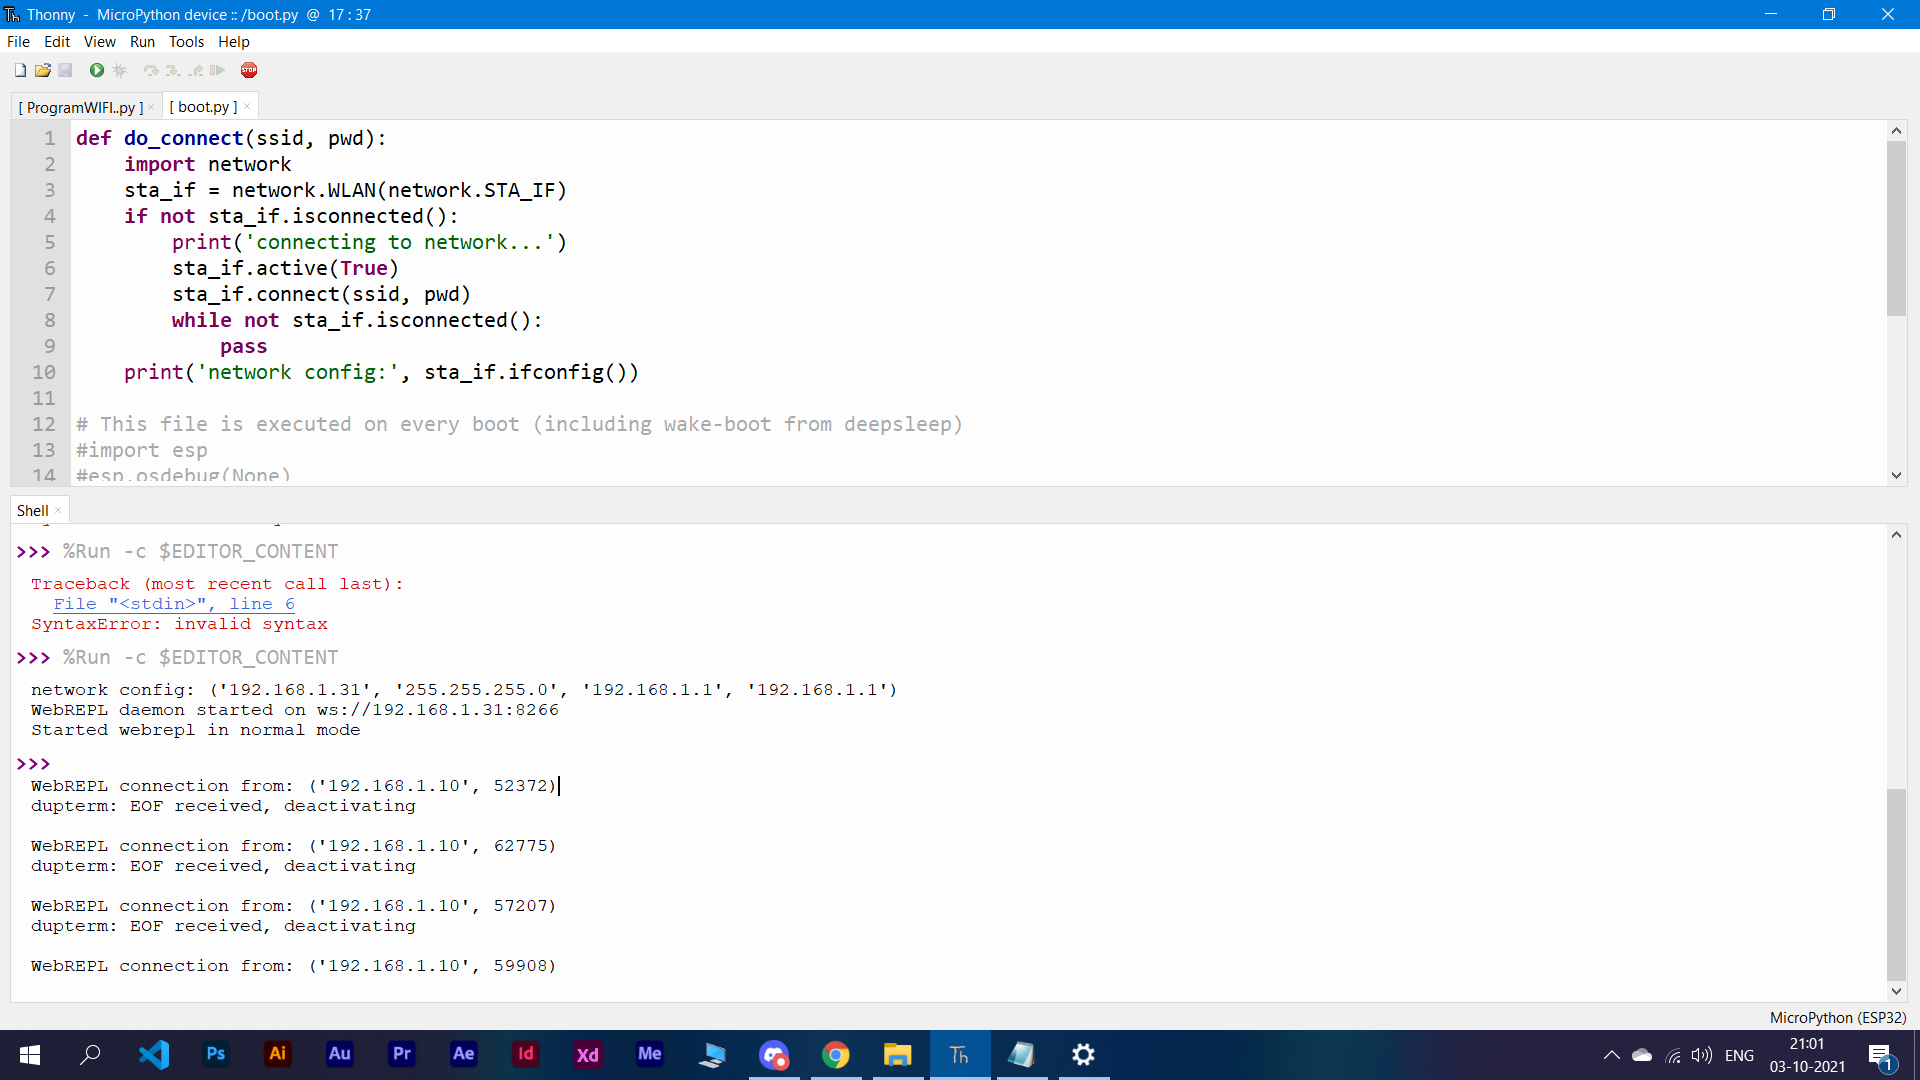 Thonny - MicroPython device :: /boot.py @ 17 : 37
File Edit View Run Tools Help
STOP
[ ProgramWIFI..py ] × [ boot.py ] ×
1 def do_connect(ssid, pwd):
2     import network
3     sta_if = network.WLAN(network.STA_IF)
4     if not sta_if.isconnected():
5         print('connecting to network...')
6         sta_if.active(True)
7         sta_if.connect(ssid, pwd)
8         while not sta_if.isconnected():
9             pass
10     print('network config:', sta_if.ifconfig())
11
12 # This file is executed on every boot (including wake-boot from deepsleep)
13 #import esp
14 #esp.osdebug(None)
Shell ×
>>> %Run -c $EDITOR_CONTENT
Traceback (most recent call last):
  File "<stdin>", line 6
SyntaxError: invalid syntax
>>> %Run -c $EDITOR_CONTENT
network config: ('192.168.1.31', '255.255.255.0', '192.168.1.1', '192.168.1.1')
WebREPL daemon started on ws://192.168.1.31:8266
Started webrepl in normal mode
>>>
WebREPL connection from: ('192.168.1.10', 52372)
dupterm: EOF received, deactivating
WebREPL connection from: ('192.168.1.10', 62775)
dupterm: EOF received, deactivating
WebREPL connection from: ('192.168.1.10', 57207)
dupterm: EOF received, deactivating
WebREPL connection from: ('192.168.1.10', 59908)
MicroPython (ESP32)
Ps Ai Au Pr Ae Id Xd Me Th ENG 21:01
03-10-2021
1